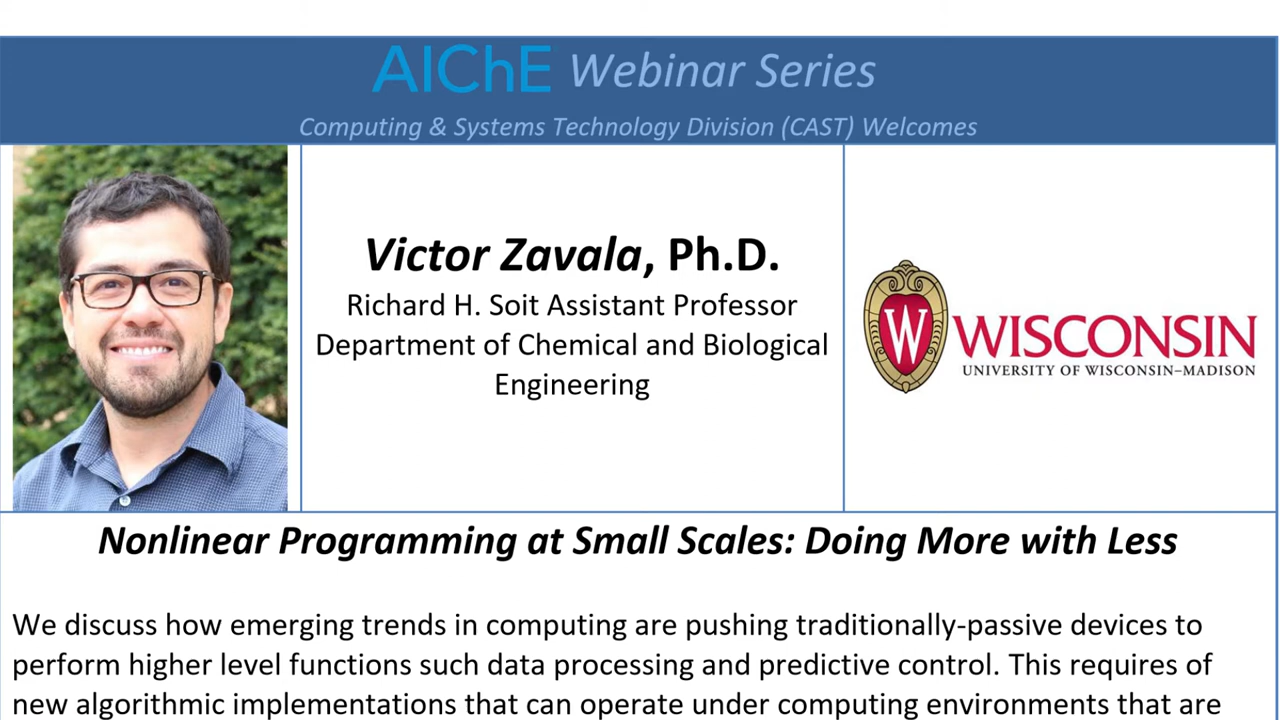 AIChE Webinar Series
Computing & Systems Technology Division (CAST) Welcomes
Victor Zavala, Ph.D.
Richard H. Soit Assistant Professor
Department of Chemical and Biological
Engineering
W
WISCONSIN
UNIVERSITY OF WISCONSIN–MADISON
Nonlinear Programming at Small Scales: Doing More with Less
We discuss how emerging trends in computing are pushing traditionally-passive devices to
perform higher level functions such data processing and predictive control. This requires of
new algorithmic implementations that can operate under computing environments that are